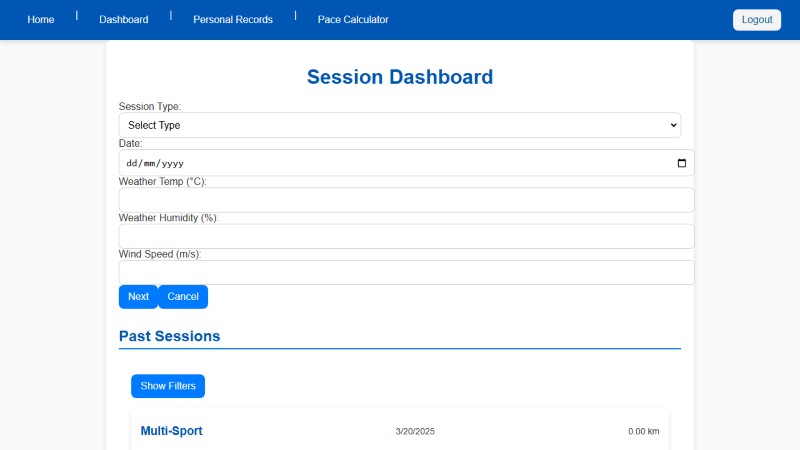 Home | Dashboard | Personal Records | Pace Calculator Logout
Session Dashboard
Session Type:
Select Type
Date:
dd/mm/yyyy
Weather Temp (°C):
Weather Humidity (%):
Wind Speed (m/s):
Next Cancel
Past Sessions
Show Filters
Multi-Sport 3/20/2025 0.00 km